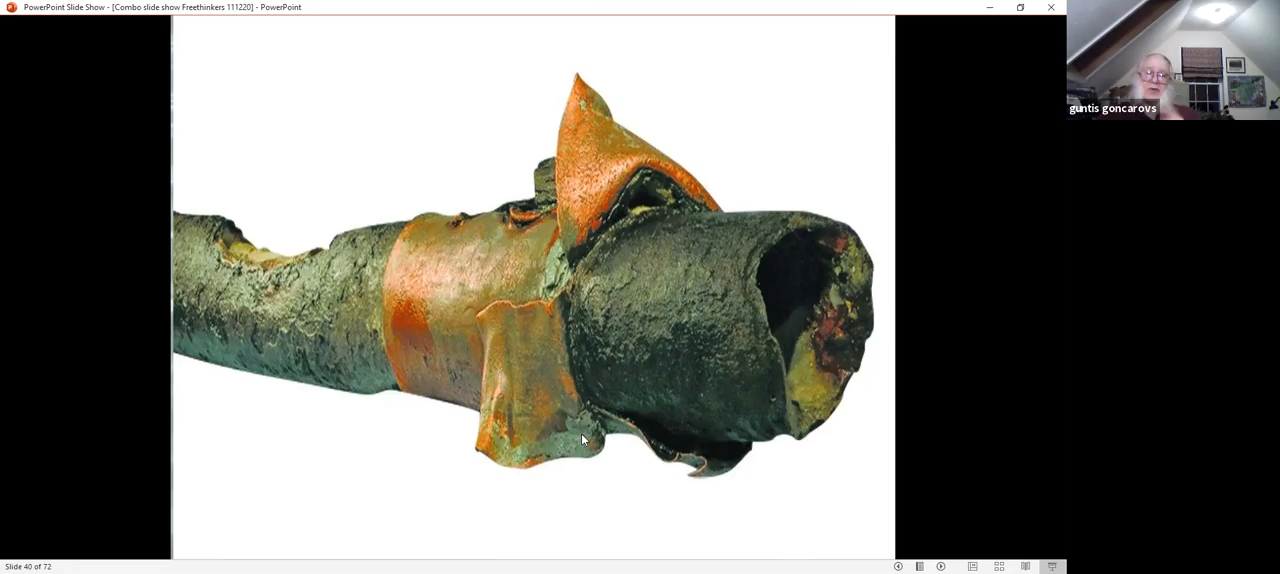 PowerPoint Slide Show - [Combo slide show Freethinkers 111220] - PowerPoint
guntis goncarovs
Slide 40 of 72